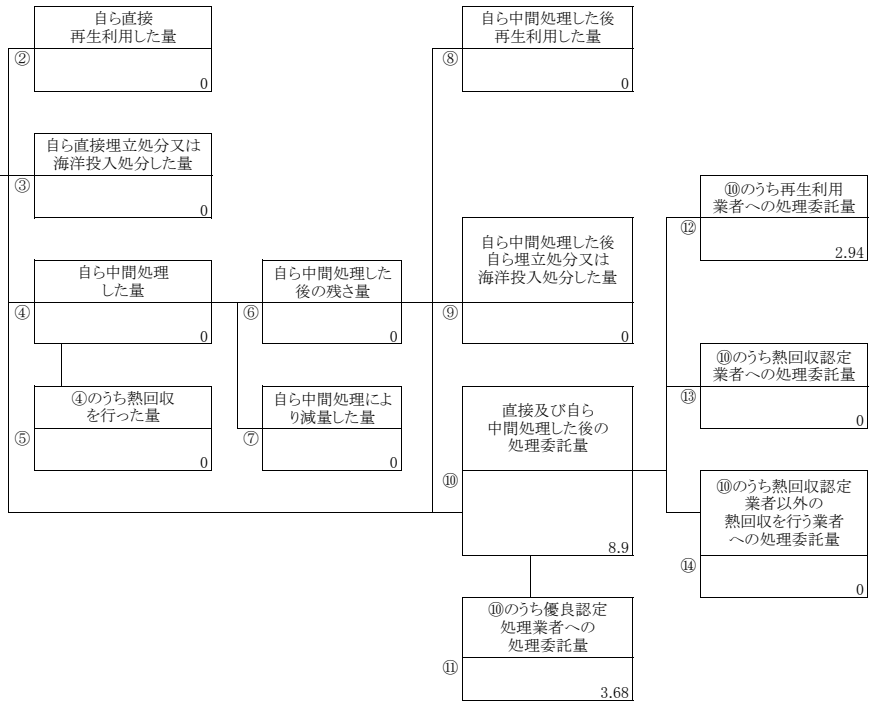 自ら直接
再生利用した量
②
0
自ら直接埋立処分又は
海洋投入処分した量
③
0
自ら中間処理
した量
④
0
④のうち熱回収
を行った量
⑤
0
自ら中間処理した
後の残さ量
⑥
0
自ら中間処理によ
り減量した量
⑦
0
自ら中間処理した後
再生利用した量
⑧
0
自ら中間処理した後
自ら埋立処分又は
海洋投入処分した量
⑨
0
直接及び自ら
中間処理した後の
処理委託量
⑩
8.9
⑩のうち優良認定
処理業者への
処理委託量
⑪
3.68
⑩のうち再生利用
業者への処理委託量
⑫
2.94
⑩のうち熱回収認定
業者への処理委託量
⑬
0
⑩のうち熱回収認定
業者以外の
熱回収を行う業者
への処理委託量
⑭
0